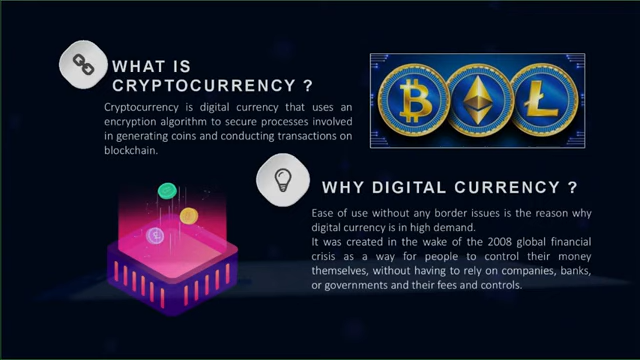 WHAT IS
CRYPTOCURRENCY ?
Cryptocurrency is digital currency that uses an
encryption algorithm to secure processes involved
in generating coins and conducting transactions on
blockchain.
WHY DIGITAL CURRENCY ?
Ease of use without any border issues is the reason why
digital currency is in high demand.
It was created in the wake of the 2008 global financial
crisis as a way for people to control their money
themselves, without having to rely on companies, banks,
or governments and their fees and controls.